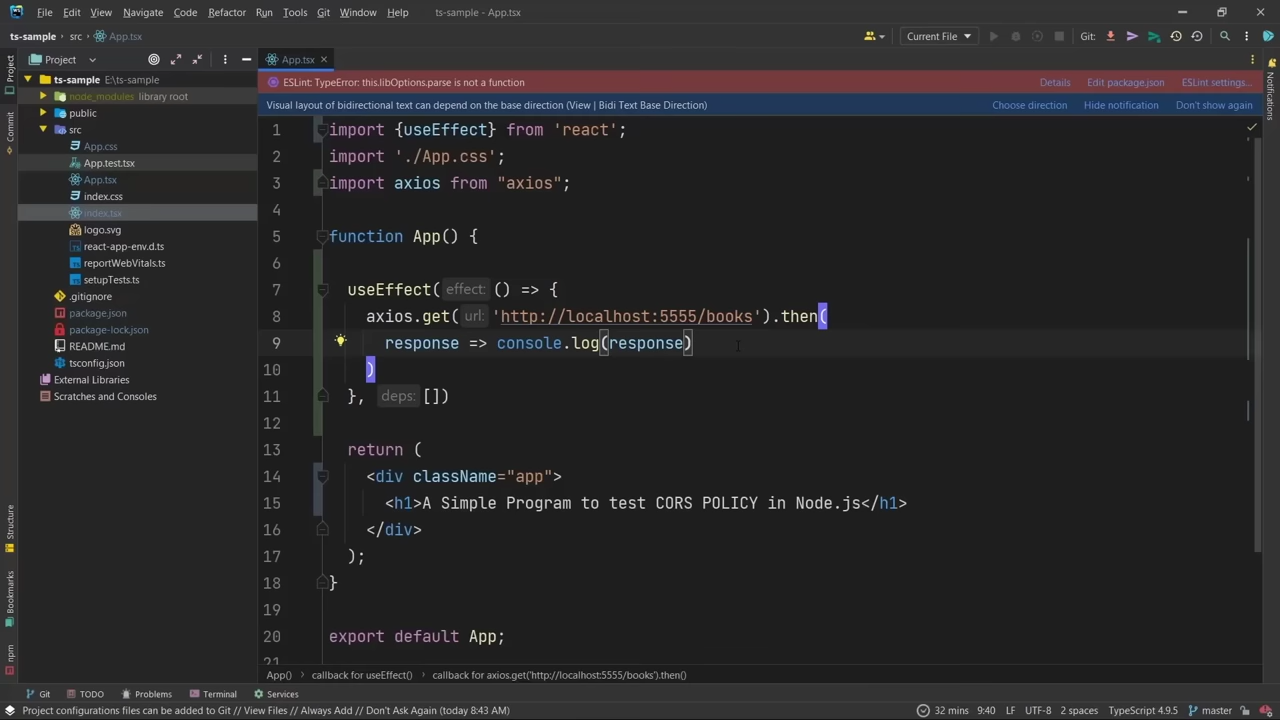 File Edit View Navigate Code Refactor Run Tools Git Window Help ts-sample - App.tsx
ts-sample src App.tsx Current File Git:
Project App.tsx
ESLint: TypeError: this.libOptions.parse is not a function Details Edit package.json ESLint settings...
Visual layout of bidirectional text can depend on the base direction (View | Bidi Text Base Direction) Choose direction Hide notification Don't show again
Project
Commit
Structure
Bookmarks
npm
Notifications
ts-sample E:\ts-sample
node_modules library root
public
src
App.css
App.test.tsx
App.tsx
index.css
index.tsx
logo.svg
react-app-env.d.ts
reportWebVitals.ts
setupTests.ts
.gitignore
package.json
package-lock.json
README.md
tsconfig.json
External Libraries
Scratches and Consoles
1 import {useEffect} from 'react';
2 import './App.css';
3 import axios from "axios";
4
5 function App() {
6
7 useEffect( effect: () => {
8 axios.get( url: 'http://localhost:5555/books').then(
9 response => console.log(response)
10 )
11 }, deps: [])
12
13 return (
14 <div className="app">
15 <h1>A Simple Program to test CORS POLICY in Node.js</h1>
16 </div>
17 );
18 }
19
20 export default App;
21
App() callback for useEffect() callback for axios.get('http://localhost:5555/books').then()
Git TODO Problems Terminal Services
Project configurations files can be added to Git // View Files // Always Add // Don't Ask Again (today 8:43 AM) 32 mins 9:40 LF UTF-8 2 spaces TypeScript 4.9.5 master